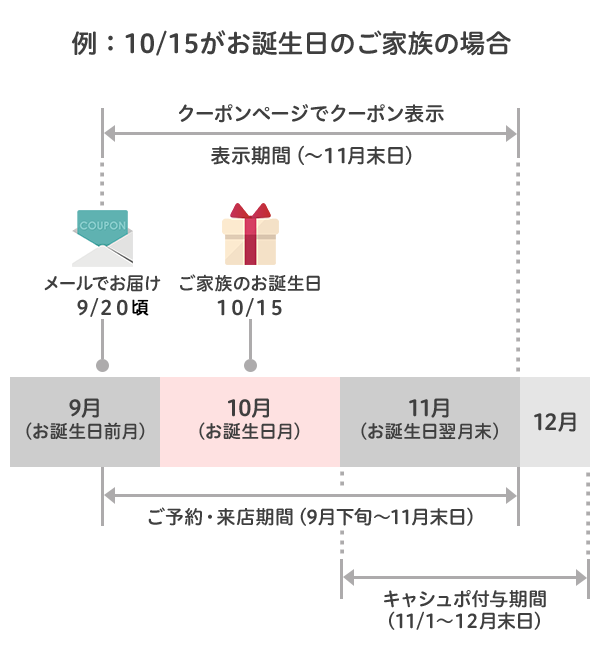 例：10/15がお誕生日のご家族の場合
クーポンページでクーポン表示
表示期間（～11月末日）
COUPON
メールでお届け
9/20頃
ご家族のお誕生日
10/15
9月
（お誕生日前月）
10月
（お誕生日月）
11月
（お誕生日翌月末）
12月
ご予約・来店期間（9月下旬～11月末日）
キャシュポ付与期間
（11/1～12月末日）